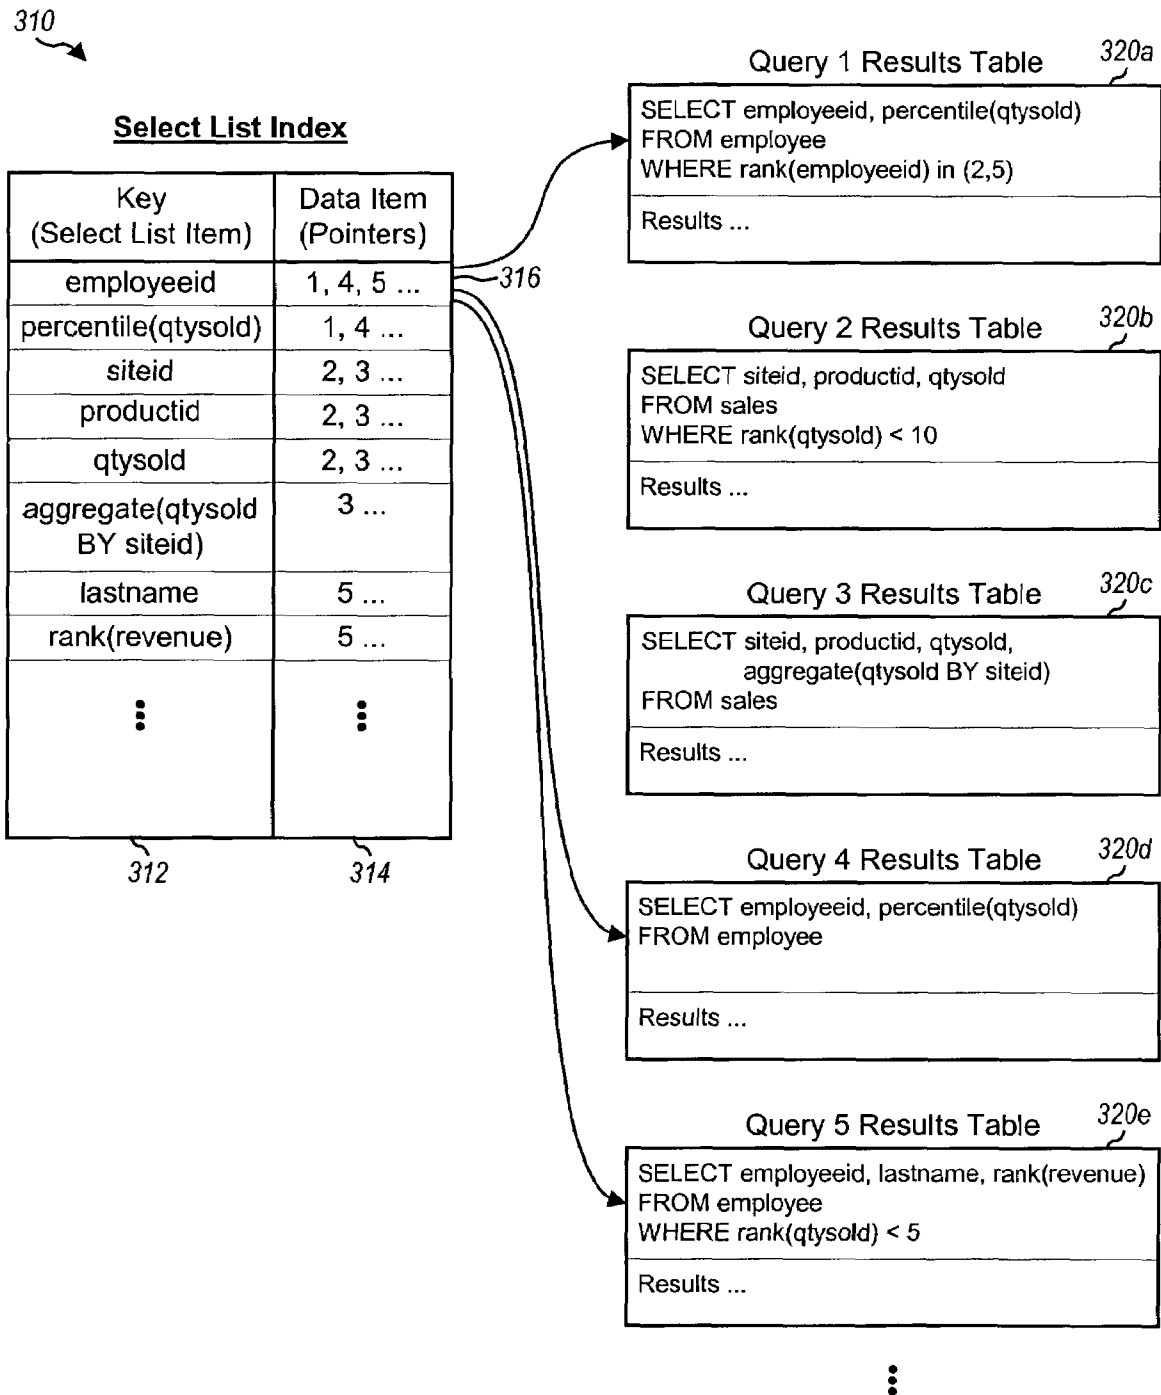 310
Select List Index
Key
(Select List Item)
Data Item
(Pointers)
employeeid
1, 4, 5 ...
316
percentile(qtysold)
1, 4 ...
siteid
2, 3 ...
productid
2, 3 ...
qtysold
2, 3 ...
aggregate(qtysold
BY siteid)
3 ...
lastname
5 ...
rank(revenue)
5 ...
312
314
Query 1 Results Table
320a
SELECT employeeid, percentile(qtysold)
FROM employee
WHERE rank(employeeid) in (2,5)
Results ...
Query 2 Results Table
320b
SELECT siteid, productid, qtysold
FROM sales
WHERE rank(qtysold) < 10
Results ...
Query 3 Results Table
320c
SELECT siteid, productid, qtysold,
aggregate(qtysold BY siteid)
FROM sales
Results ...
Query 4 Results Table
320d
SELECT employeeid, percentile(qtysold)
FROM employee
Results ...
Query 5 Results Table
320e
SELECT employeeid, lastname, rank(revenue)
FROM employee
WHERE rank(qtysold) < 5
Results ...